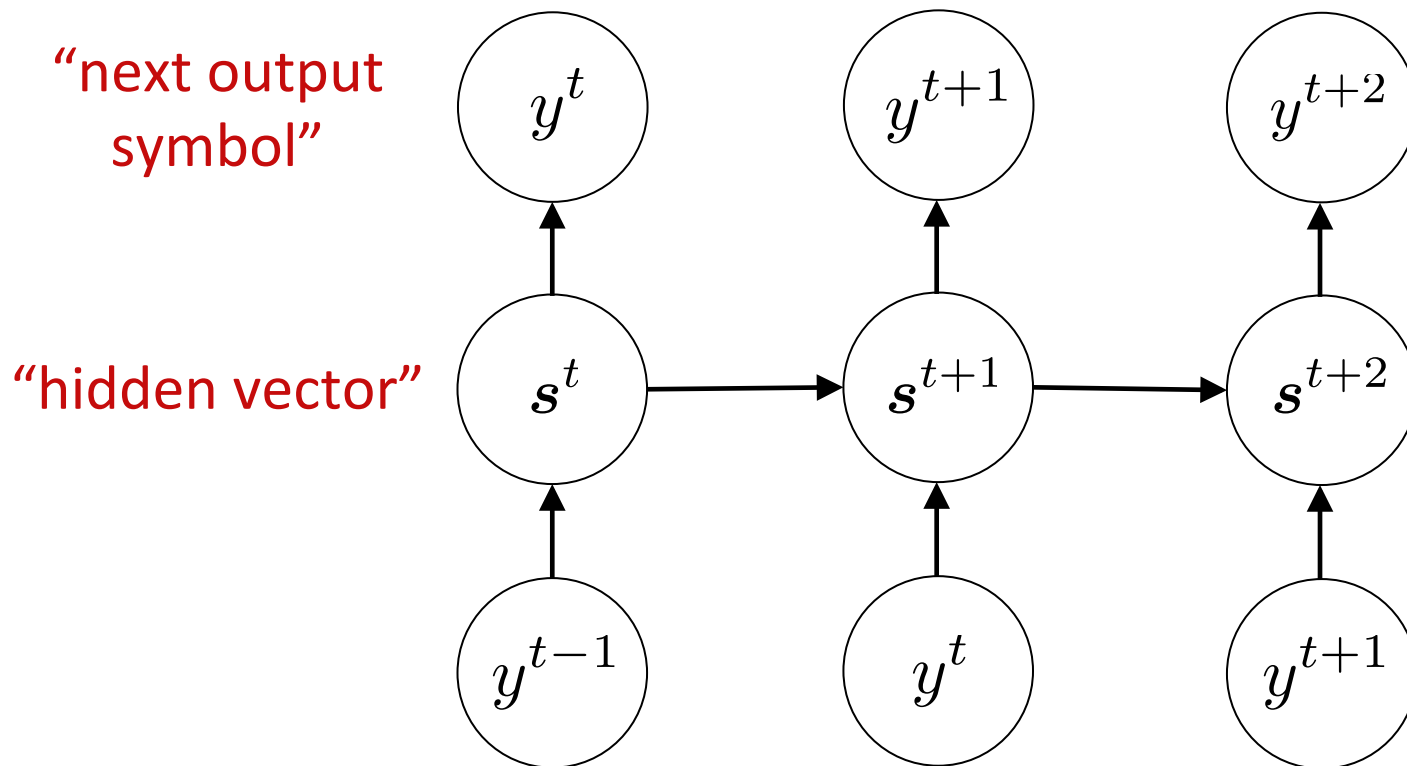 “next output
symbol”
y^t
y^{t+1}
y^{t+2}
“hidden vector”
s^t
s^{t+1}
s^{t+2}
y^{t-1}
y^t
y^{t+1}